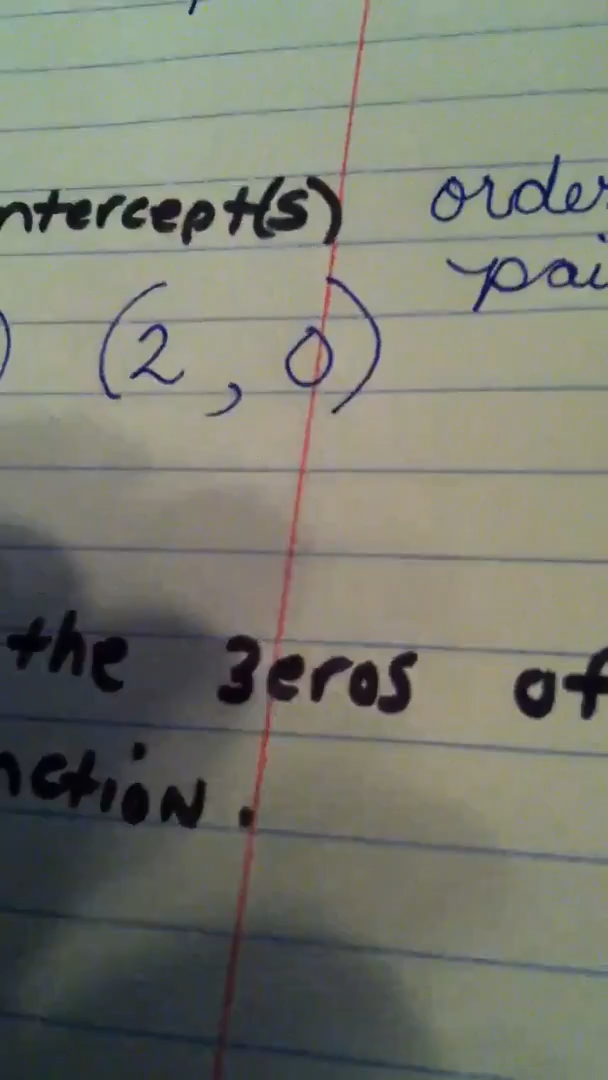 ntercept(s) order
) (2, 0) pai
the zeros of
nction.